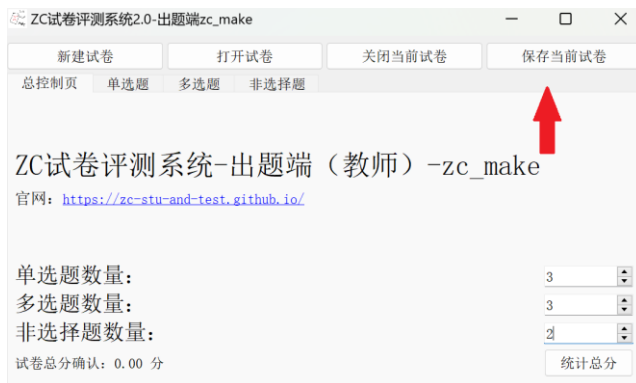 ZC试卷评测系统2.0-出题端zc_make
新建试卷 打开试卷 关闭当前试卷 保存当前试卷
总控制页 单选题 多选题 非选择题
ZC试卷评测系统-出题端（教师）-zc_make
官网：https://zc-stu-and-test.github.io/
单选题数量： 3
多选题数量： 3
非选择题数量： 2
试卷总分确认：0.00 分 统计总分